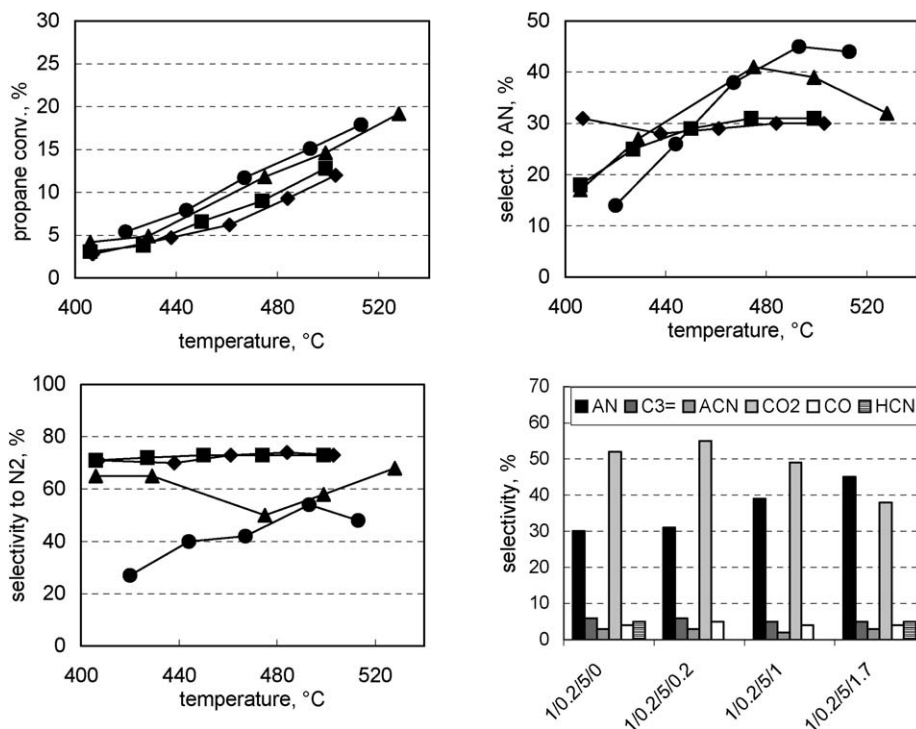 propane conv., %
30
25
20
15
10
5
0
400 440 480 520
temperature, °C
select. to AN, %
50
40
30
20
10
0
400 440 480 520
temperature, °C
selectivity to N2, %
100
80
60
40
20
0
400 440 480 520
temperature, °C
selectivity, %
70
60
50
40
30
20
10
0
AN C3= ACN CO2 CO HCN
1/0.2/5/0
1/0.2/5/0.2
1/0.2/5/1
1/0.2/5/1.7